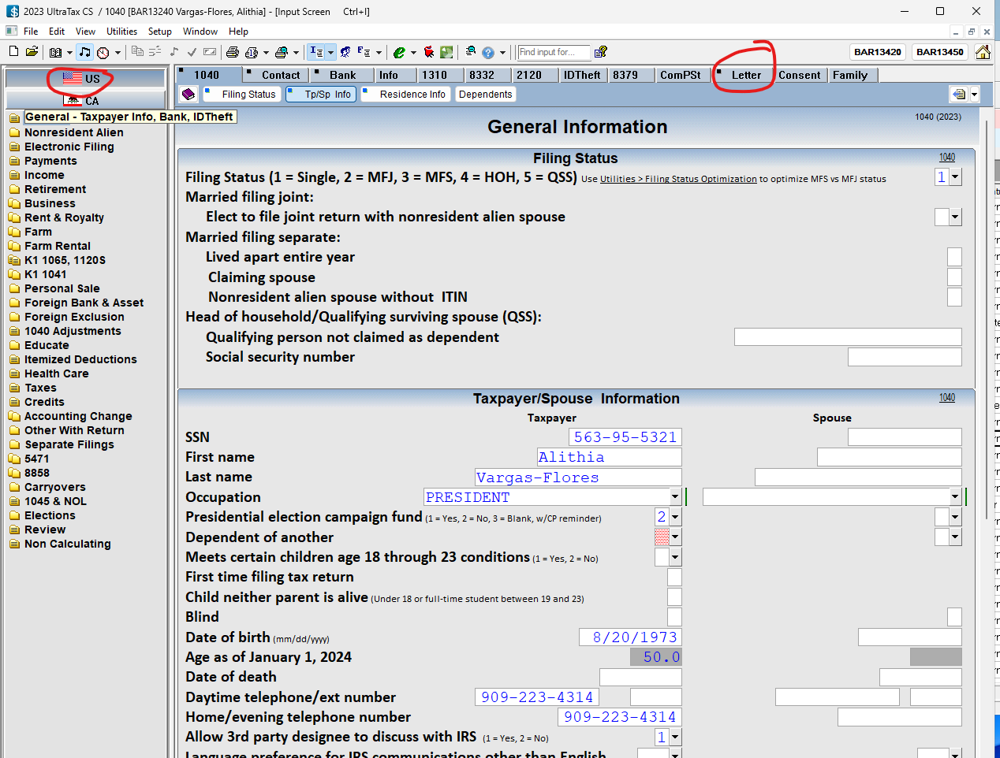 2023 UltraTax CS / 1040 [BAR13240 Vargas-Flores, Alithia] - [Input Screen Ctrl+I]
File Edit View Utilities Setup Window Help
Find input for... BAR13420 BAR13450
US
CA
General - Taxpayer Info, Bank, IDTheft
Nonresident Alien
Electronic Filing
Payments
Income
Retirement
Business
Rent & Royalty
Farm
Farm Rental
K1 1065, 1120S
K1 1041
Personal Sale
Foreign Bank & Asset
Foreign Exclusion
1040 Adjustments
Educate
Itemized Deductions
Health Care
Taxes
Credits
Accounting Change
Other With Return
Separate Filings
5471
8858
Carryovers
1045 & NOL
Elections
Review
Non Calculating
1040 Contact Bank Info 1310 8332 2120 IDTheft 8379 ComPSt Letter Consent Family
Filing Status Tp/Sp Info Residence Info Dependents
General Information 1040 (2023)
Filing Status 1040
Filing Status (1 = Single, 2 = MFJ, 3 = MFS, 4 = HOH, 5 = QSS) Use Utilities > Filing Status Optimization to optimize MFS vs MFJ status 1
Married filing joint:
Elect to file joint return with nonresident alien spouse
Married filing separate:
Lived apart entire year
Claiming spouse
Nonresident alien spouse without ITIN
Head of household/Qualifying surviving spouse (QSS):
Qualifying person not claimed as dependent
Social security number
Taxpayer/Spouse Information 1040
Taxpayer Spouse
SSN 563-95-5321
First name Alithia
Last name Vargas-Flores
Occupation PRESIDENT
Presidential election campaign fund (1 = Yes, 2 = No, 3 = Blank, w/CP reminder) 2
Dependent of another
Meets certain children age 18 through 23 conditions (1 = Yes, 2 = No)
First time filing tax return
Child neither parent is alive (Under 18 or full-time student between 19 and 23)
Blind
Date of birth (mm/dd/yyyy) 8/20/1973
Age as of January 1, 2024 50.0
Date of death
Daytime telephone/ext number 909-223-4314
Home/evening telephone number 909-223-4314
Allow 3rd party designee to discuss with IRS (1 = Yes, 2 = No) 1
Language preference for IRS communications other than English